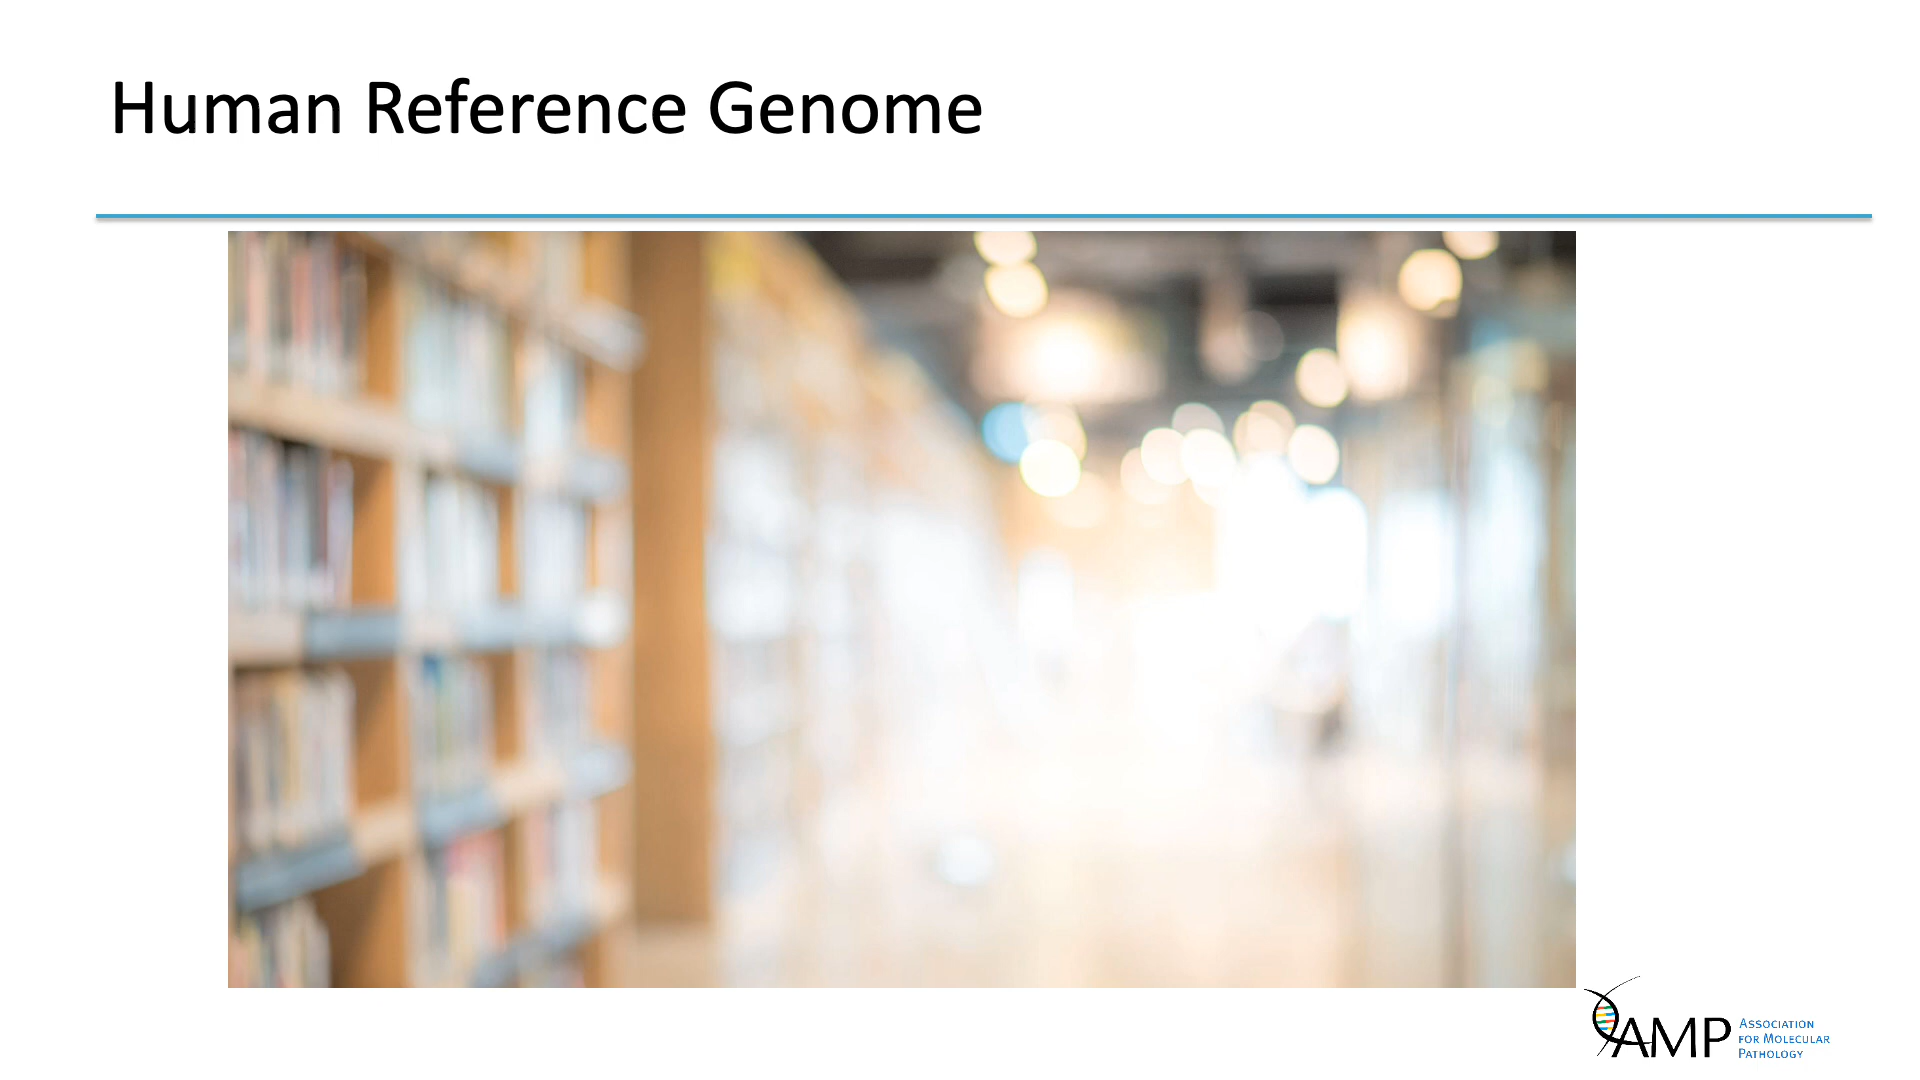 Human Reference Genome
AMP
ASSOCIATION
FOR MOLECULAR
PATHOLOGY